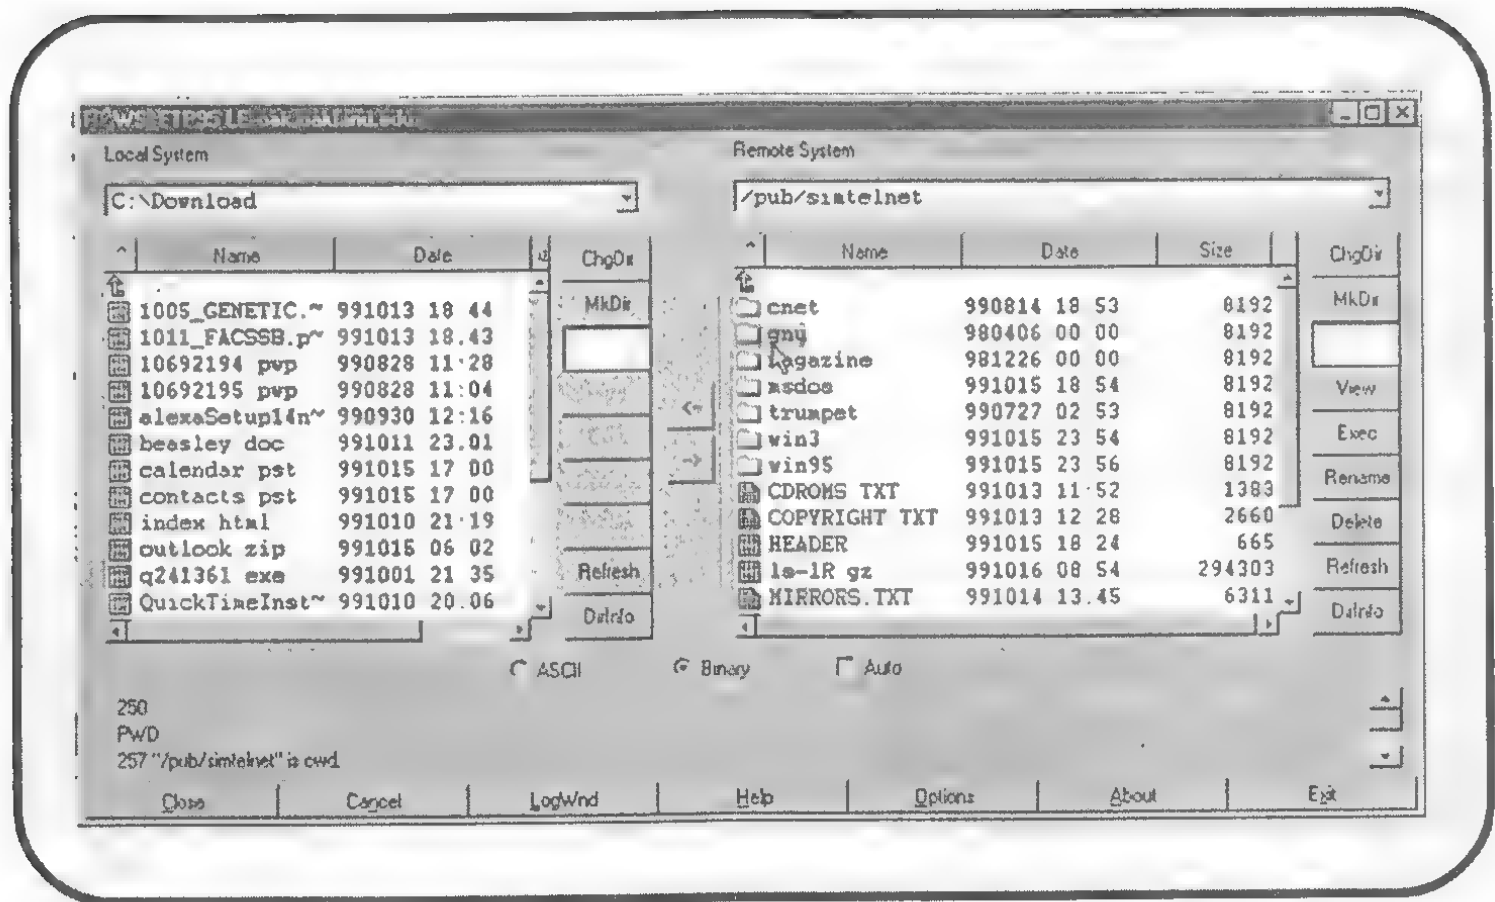 WS_FTP95 LE
Local System
Remote System
C:\Download
/pub/simtelnet
^ Name Date
ChgDir
^ Name Date Size
ChgDir
MkDir
MkDir
1005_GENETIC.~ 991013 18 44
1011_FACSSB.p~ 991013 18.43
10692194 pvp 990828 11:28
10692195 pvp 990828 11:04
alexaSetup14n~ 990930 12:16
beasley doc 991011 23.01
calendar pst 991015 17 00
contacts pst 991015 17 00
index html 991010 21:19
outlook zip 991015 06 02
q241361 exe 991001 21 35
QuickTimeInst~ 991010 20.06
Refresh
DirInfo
<-
->
cnet 990814 18 53 8192
gnu 980406 00 00 8192
magazine 981226 00 00 8192
msdos 991015 18 54 8192
trumpet 990727 02 53 8192
win3 991015 23 54 8192
win95 991015 23 56 8192
CDROMS TXT 991013 11:52 1383
COPYRIGHT TXT 991013 12 28 2660
HEADER 991015 18 24 665
ls-lR gz 991016 08 54 294303
MIRRORS.TXT 991014 13.45 6311
View
Exec
Rename
Delete
Refresh
DirInfo
ASCII Binary Auto
250
PWD
257 "/pub/simtelnet" is cwd.
Close Cancel LogWnd Help Options About Exit